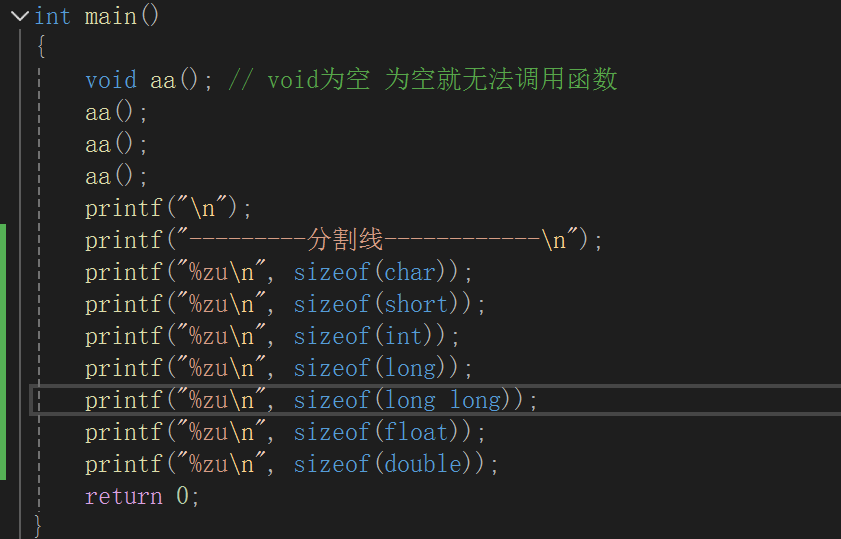 int main()
{
void aa(); // void为空 为空就无法调用函数
aa();
aa();
aa();
printf("\n");
printf("---------分割线------------\n");
printf("%zu\n", sizeof(char));
printf("%zu\n", sizeof(short));
printf("%zu\n", sizeof(int));
printf("%zu\n", sizeof(long));
printf("%zu\n", sizeof(long long));
printf("%zu\n", sizeof(float));
printf("%zu\n", sizeof(double));
return 0;
}